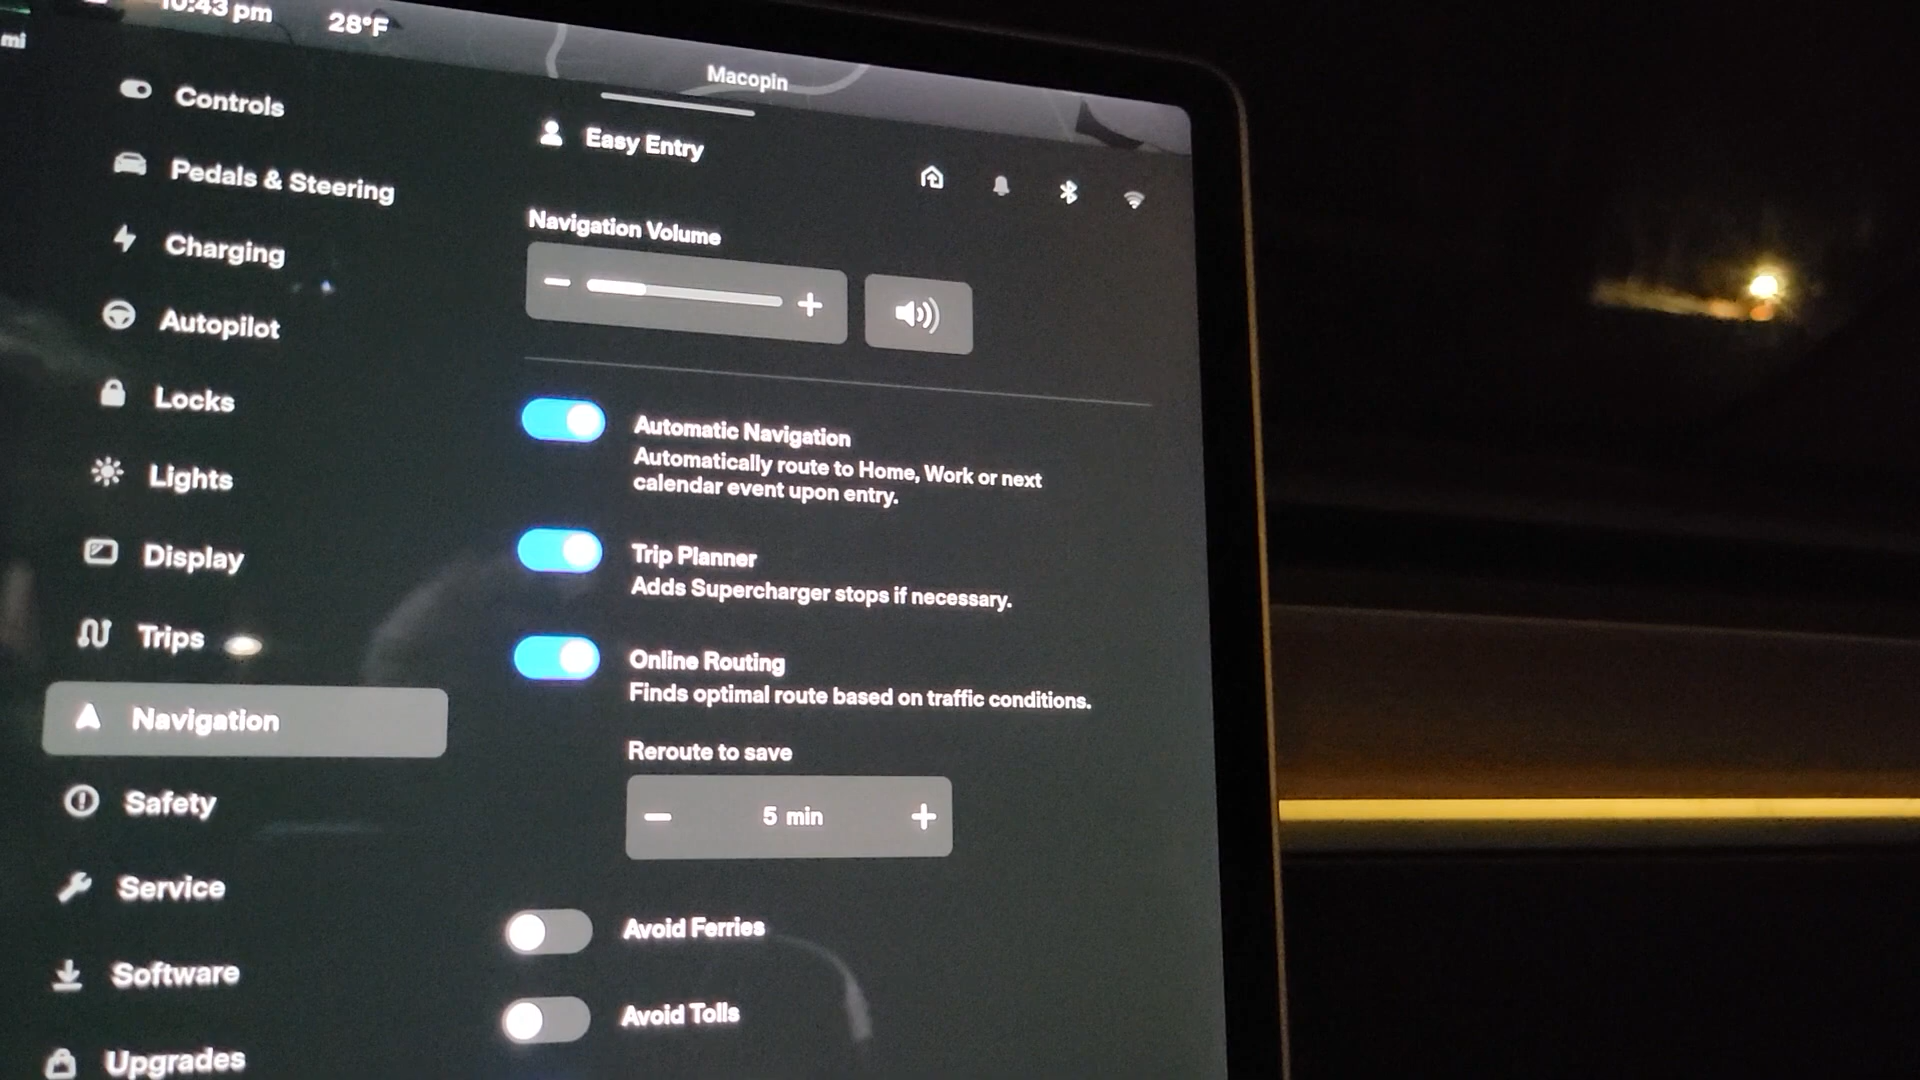 mi
10:43 pm
28°F
Macopin
Controls
Pedals & Steering
Charging
Autopilot
Locks
Lights
Display
Trips
Navigation
Safety
Service
Software
Upgrades
Easy Entry
Navigation Volume
Automatic Navigation
Automatically route to Home, Work or next
calendar event upon entry.
Trip Planner
Adds Supercharger stops if necessary.
Online Routing
Finds optimal route based on traffic conditions.
Reroute to save
5 min
Avoid Ferries
Avoid Tolls